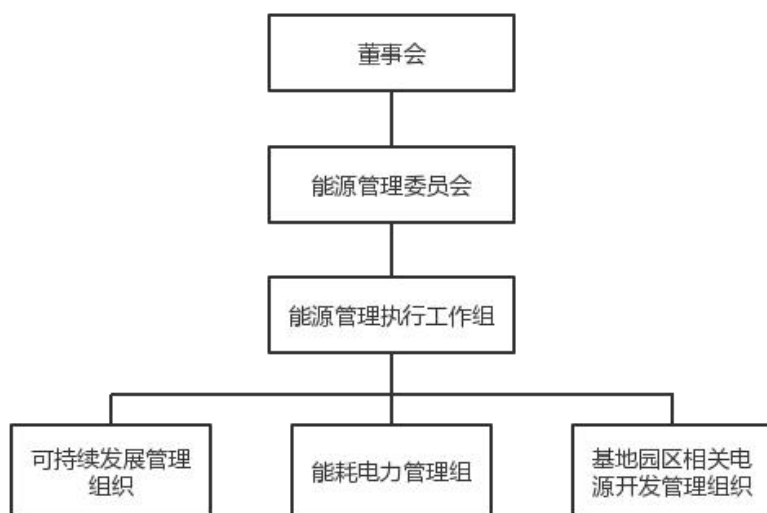 董事会
能源管理委员会
能源管理执行工作组
可持续发展管理
组织
能耗电力管理组
基地园区相关电
源开发管理组织